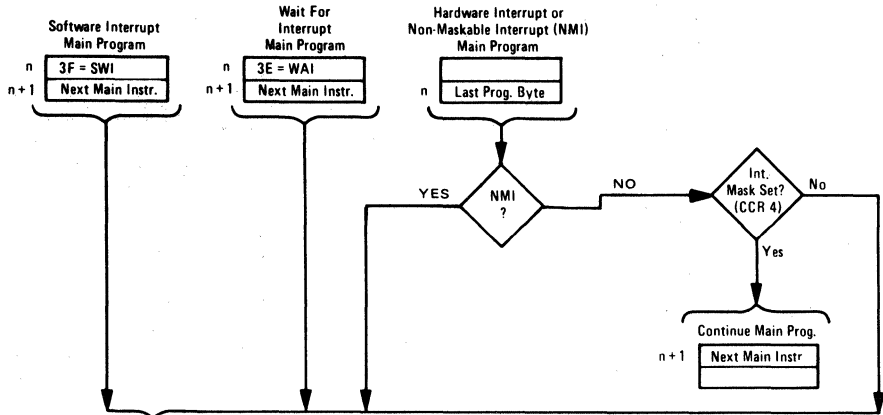 Software Interrupt
Main Program
n 3F = SWI
n+1 Next Main Instr.
Wait For
Interrupt
Main Program
n 3E = WAI
n+1 Next Main Instr.
Hardware Interrupt or
Non-Maskable Interrupt (NMI)
Main Program
n Last Prog. Byte
YES
NMI
?
NO
Int.
Mask Set?
(CCR 4)
No
Yes
Continue Main Prog.
n+1 Next Main Instr